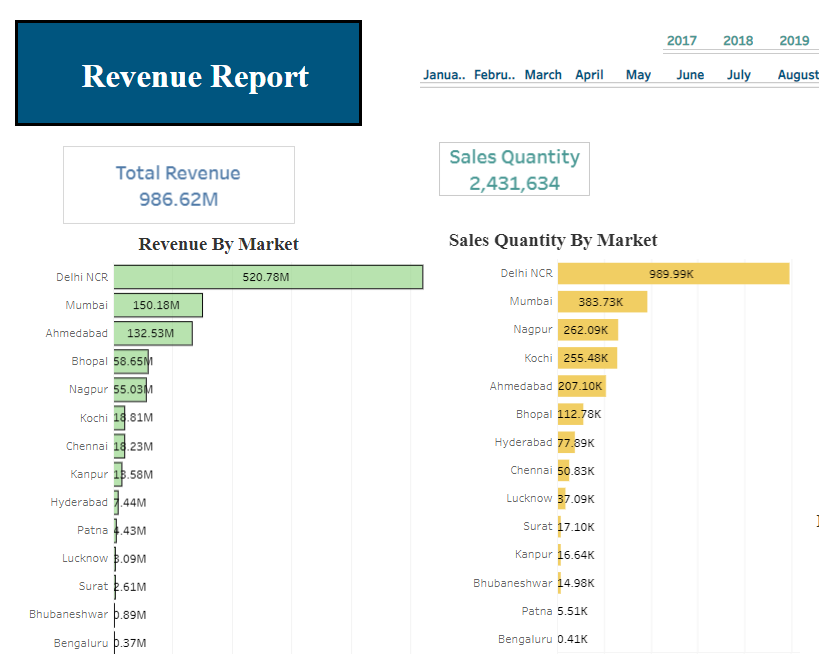 Revenue Report
2017 2018 2019
Janua.. Febru.. March April May June July August
Total Revenue
986.62M
Sales Quantity
2,431,634
Revenue By Market
Delhi NCR 520.78M
Mumbai 150.18M
Ahmedabad 132.53M
Bhopal 58.65M
Nagpur 55.03M
Kochi 18.81M
Chennai 18.23M
Kanpur 13.58M
Hyderabad 7.44M
Patna 4.43M
Lucknow 3.09M
Surat 2.61M
Bhubaneshwar 0.89M
Bengaluru 0.37M
Sales Quantity By Market
Delhi NCR 989.99K
Mumbai 383.73K
Nagpur 262.09K
Kochi 255.48K
Ahmedabad 207.10K
Bhopal 112.78K
Hyderabad 77.89K
Chennai 50.83K
Lucknow 37.09K
Surat 17.10K
Kanpur 16.64K
Bhubaneshwar 14.98K
Patna 5.51K
Bengaluru 0.41K